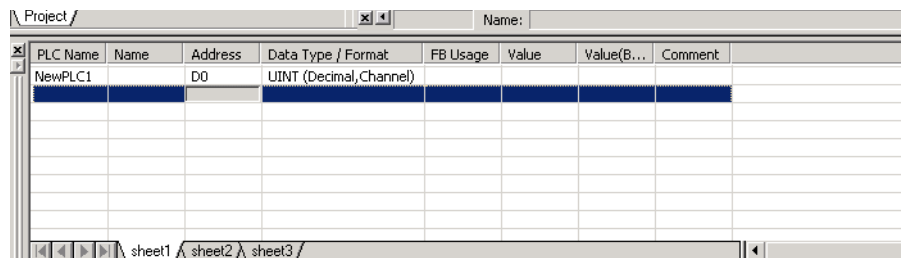 Project
Name:
PLC Name Name Address Data Type / Format FB Usage Value Value(B... Comment
NewPLC1 D0 UINT (Decimal,Channel)
sheet1 sheet2 sheet3